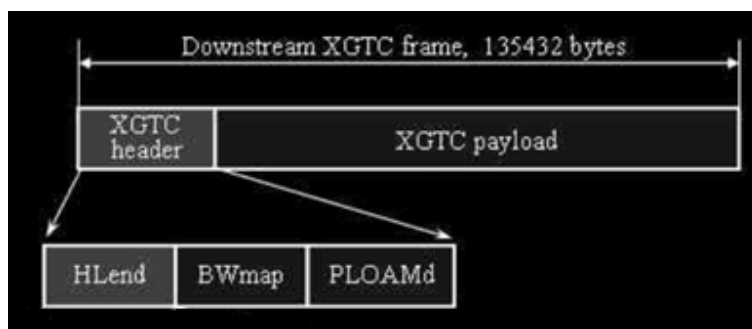 Downstream XGTC frame, 135432 bytes
XGTC
header
XGTC payload
HLend
BWmap
PLOAMd